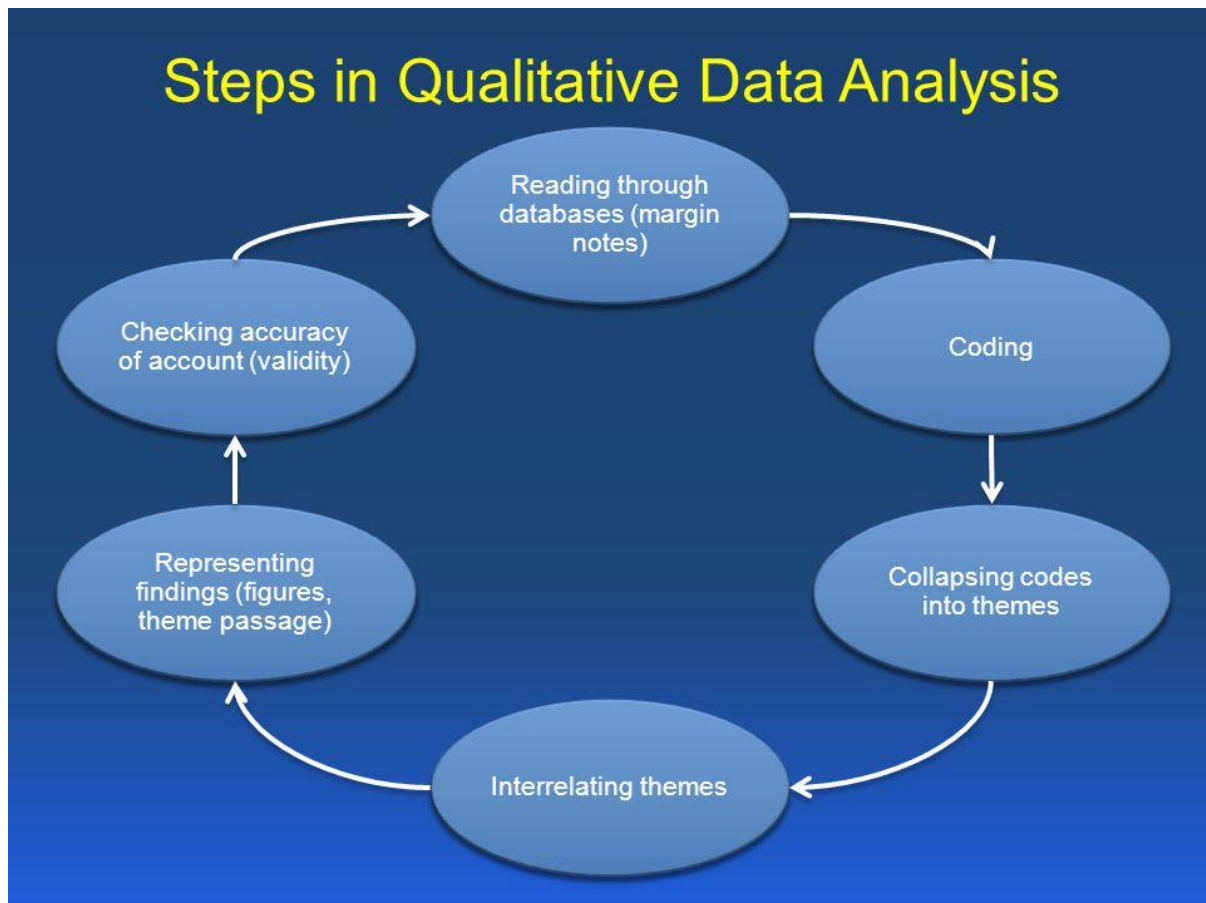 Steps in Qualitative Data Analysis
Reading through
databases (margin
notes)
Coding
Collapsing codes
into themes
Interrelating themes
Representing
findings (figures,
theme passage)
Checking accuracy
of account (validity)